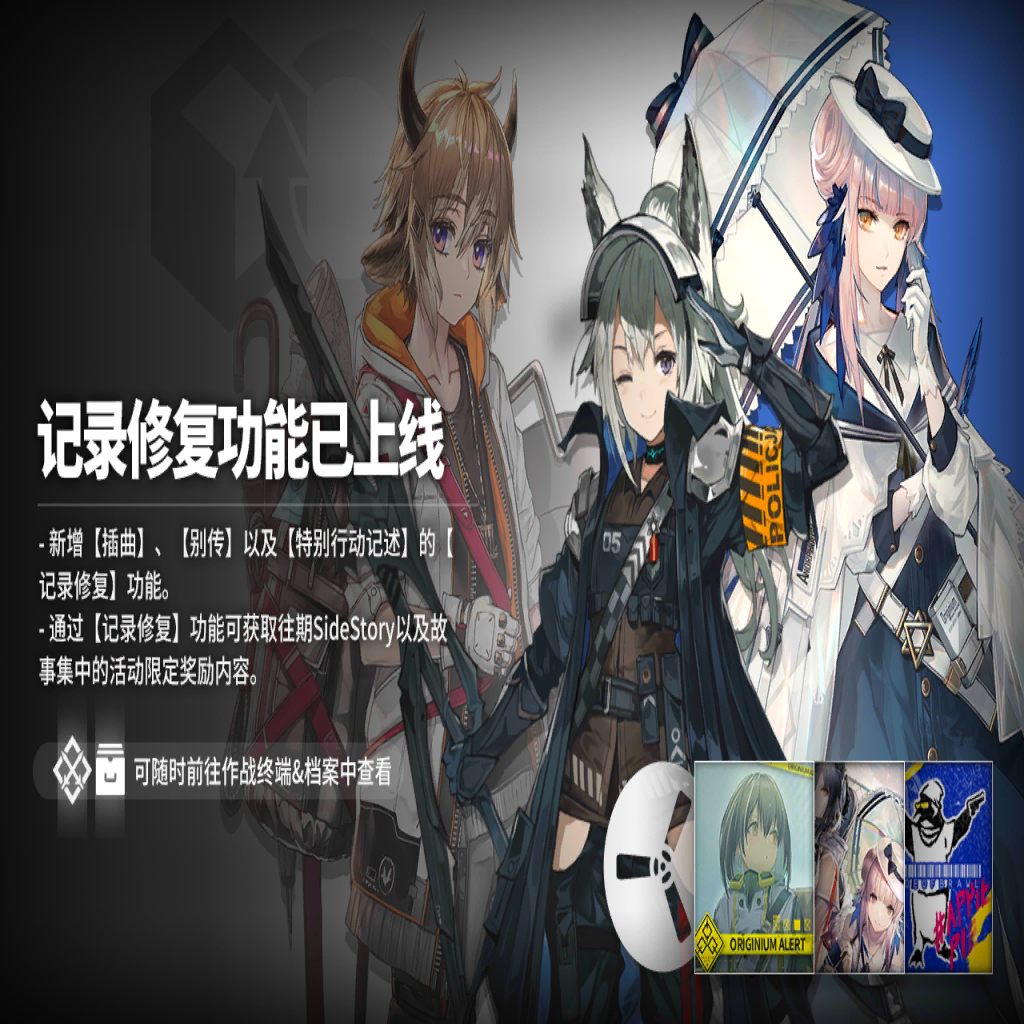 记录修复功能已上线
- 新增【插曲】、【别传】以及【特别行动记述】的【
记录修复】功能。
- 通过【记录修复】功能可获取往期SideStory以及故
事集中的活动限定奖励内容。
可随时前往作战终端&档案中查看
POLICE
05
ORIGINIUM ALERT